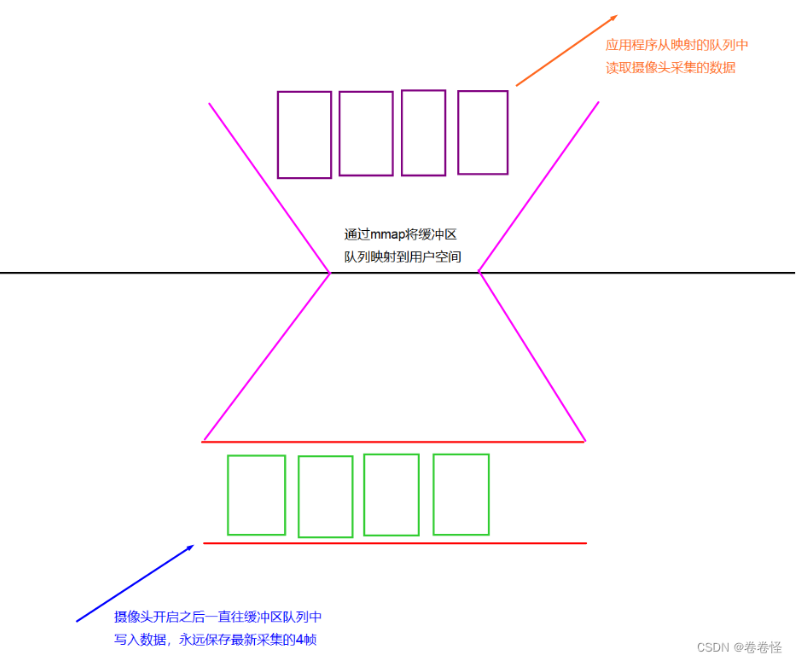 应用程序从映射的队列中
读取摄像头采集的数据
通过mmap将缓冲区
队列映射到用户空间
摄像头开启之后一直往缓冲区队列中
写入数据，永远保存最新采集的4帧
CSDN @卷卷怪